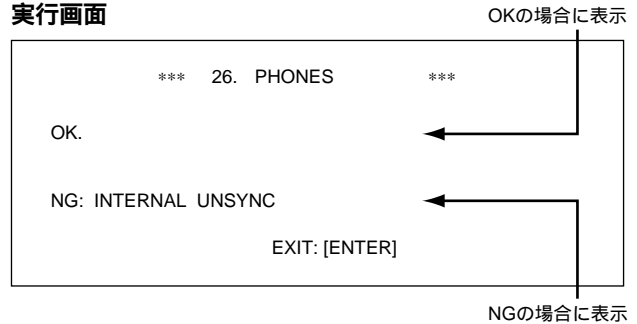 実行画面
OKの場合に表示
*** 26. PHONES ***
OK.
NG: INTERNAL UNSYNC
EXIT: [ENTER]
NGの場合に表示